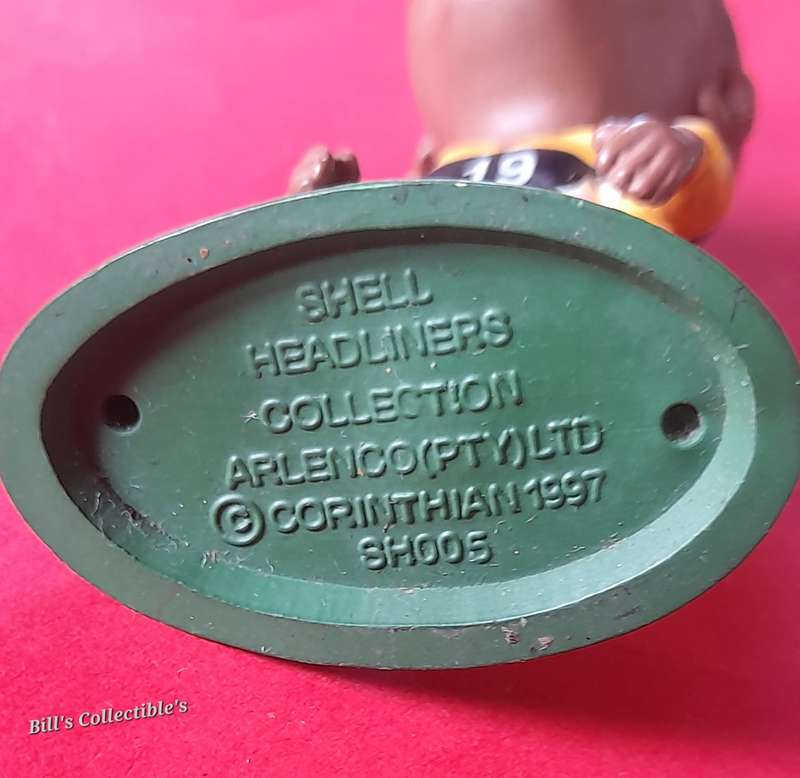 19
SHELL
HEADLINERS
COLLECTION
ARLENCO(PTY)LTD
© CORINTHIAN 1997
SH005
Bill's Collectible's